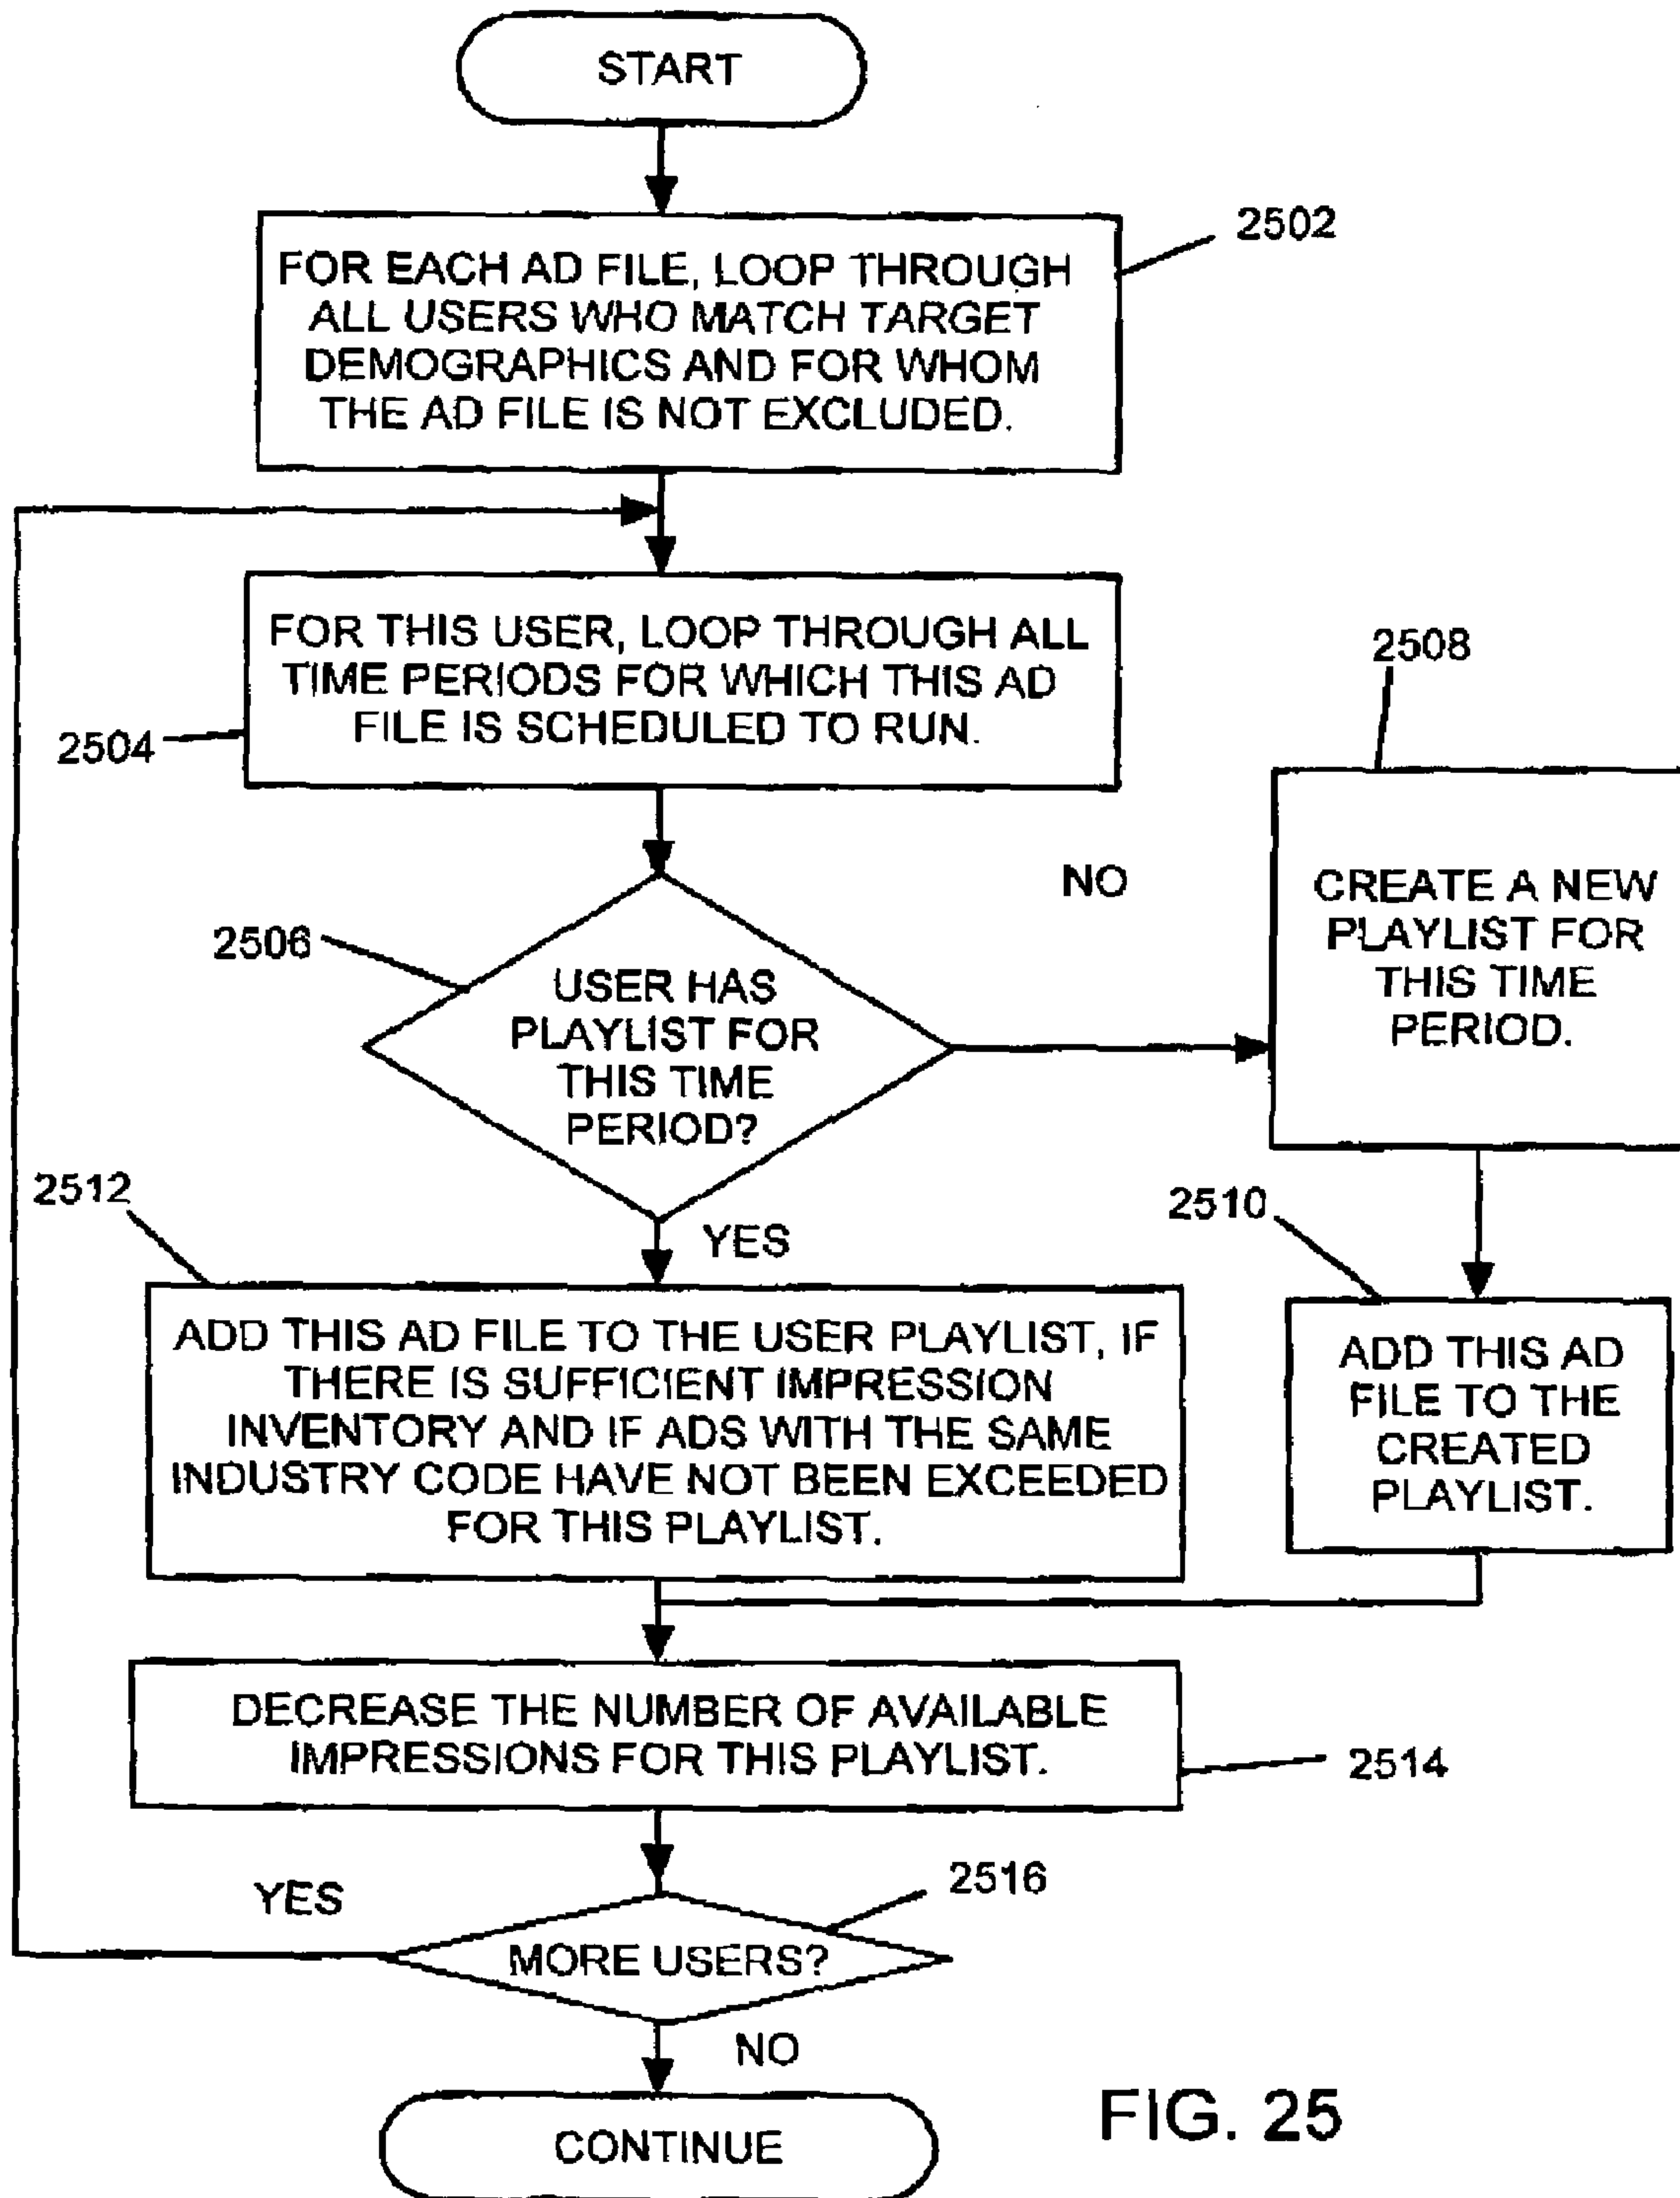 START
2502
FOR EACH AD FILE, LOOP THROUGH
ALL USERS WHO MATCH TARGET
DEMOGRAPHICS AND FOR WHOM
THE AD FILE IS NOT EXCLUDED.
FOR THIS USER, LOOP THROUGH ALL
TIME PERIODS FOR WHICH THIS AD
FILE IS SCHEDULED TO RUN.
2504
2508
NO
CREATE A NEW
PLAYLIST FOR
THIS TIME
PERIOD.
2506
USER HAS
PLAYLIST FOR
THIS TIME
PERIOD?
2512
YES
2510
ADD THIS AD FILE TO THE USER PLAYLIST, IF
THERE IS SUFFICIENT IMPRESSION
INVENTORY AND IF ADS WITH THE SAME
INDUSTRY CODE HAVE NOT BEEN EXCEEDED
FOR THIS PLAYLIST.
ADD THIS AD
FILE TO THE
CREATED
PLAYLIST.
DECREASE THE NUMBER OF AVAILABLE
IMPRESSIONS FOR THIS PLAYLIST.
2514
YES
2516
MORE USERS?
NO
CONTINUE
FIG. 25